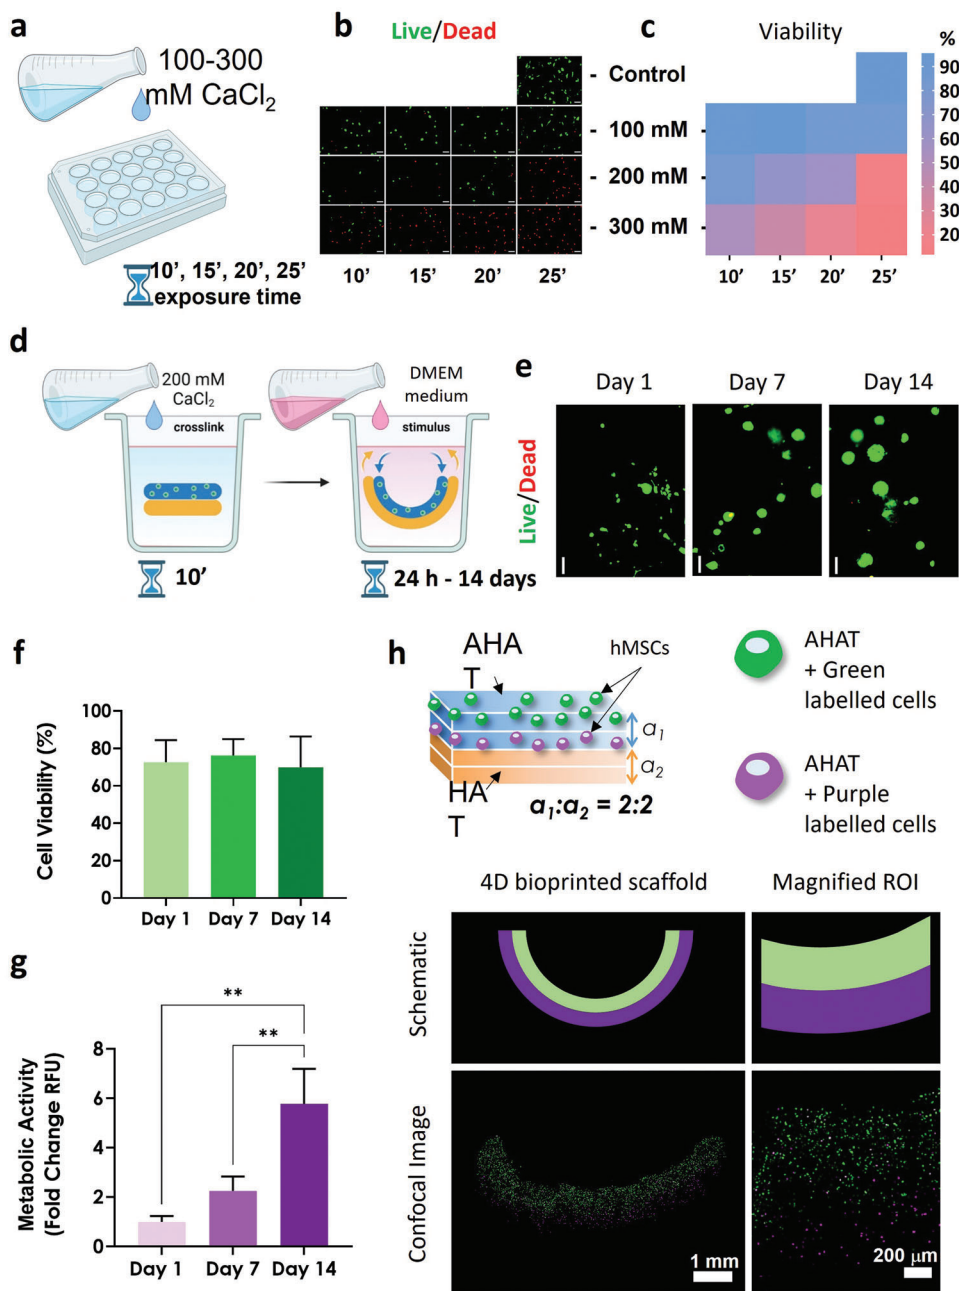 a
100-300
mM CaCl2
10’, 15’, 20’, 25’
exposure time
b
Live/Dead
- Control
- 100 mM
- 200 mM
- 300 mM
10’ 15’ 20’ 25’
c
Viability
%
90
80
70
60
50
40
30
20
10’ 15’ 20’ 25’
d
200 mM
CaCl2
crosslink
10’
DMEM
medium
stimulus
24 h - 14 days
e
Day 1 Day 7 Day 14
Live/Dead
f
Cell Viability (%)
100
80
60
40
20
0
Day 1 Day 7 Day 14
g
Metabolic Activity
(Fold Change RFU)
**
**
8
6
4
2
0
Day 1 Day 7 Day 14
h
AHA
T
hMSCs
a1
a2
HA
T
a1:a2 = 2:2
AHAT
+ Green
labelled cells
AHAT
+ Purple
labelled cells
4D bioprinted scaffold
Magnified ROI
Schematic
Confocal Image
1 mm
200 µm